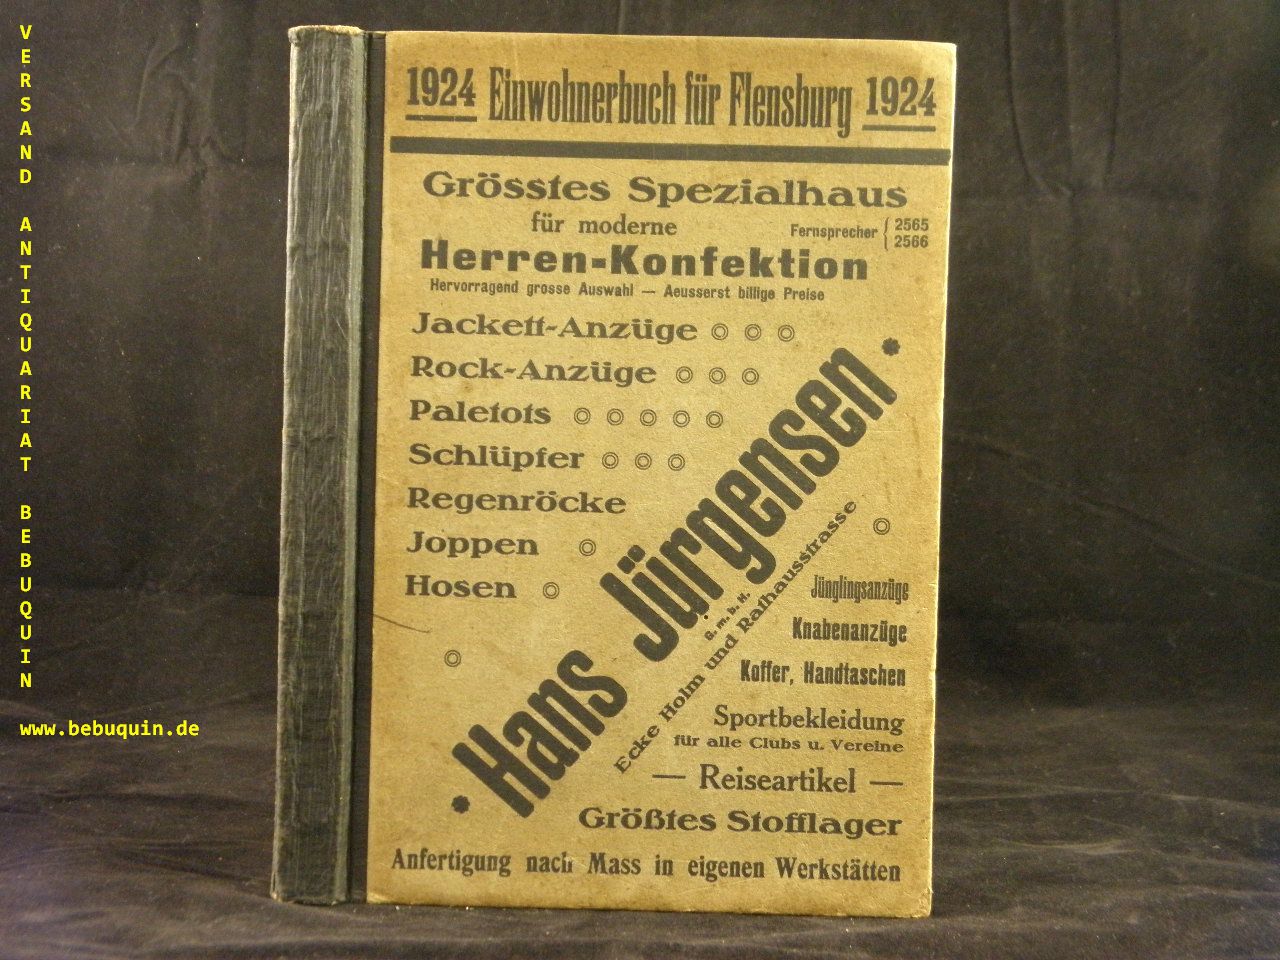 VERSAND ANTIQUARIAT BEBUQUIN
www.bebuquin.de
1924 Einwohnerbuch für Flensburg 1924
Grösstes Spezialhaus
für moderne
Fernsprecher { 2565
2566
Herren-Konfektion
Hervorragend grosse Auswahl — Aeusserst billige Preise
Jackett-Anzüge
Rock-Anzüge
Paletots
Schlüpfer
Regenröcke
Joppen
Hosen
Hans Jürgensen
G. m. b. H.
Ecke Holm und Rathausstrasse
Jünglingsanzüge
Knabenanzüge
Koffer, Handtaschen
Sportbekleidung
für alle Clubs u. Vereine
— Reiseartikel —
Größtes Stofflager
Anfertigung nach Mass in eigenen Werkstätten